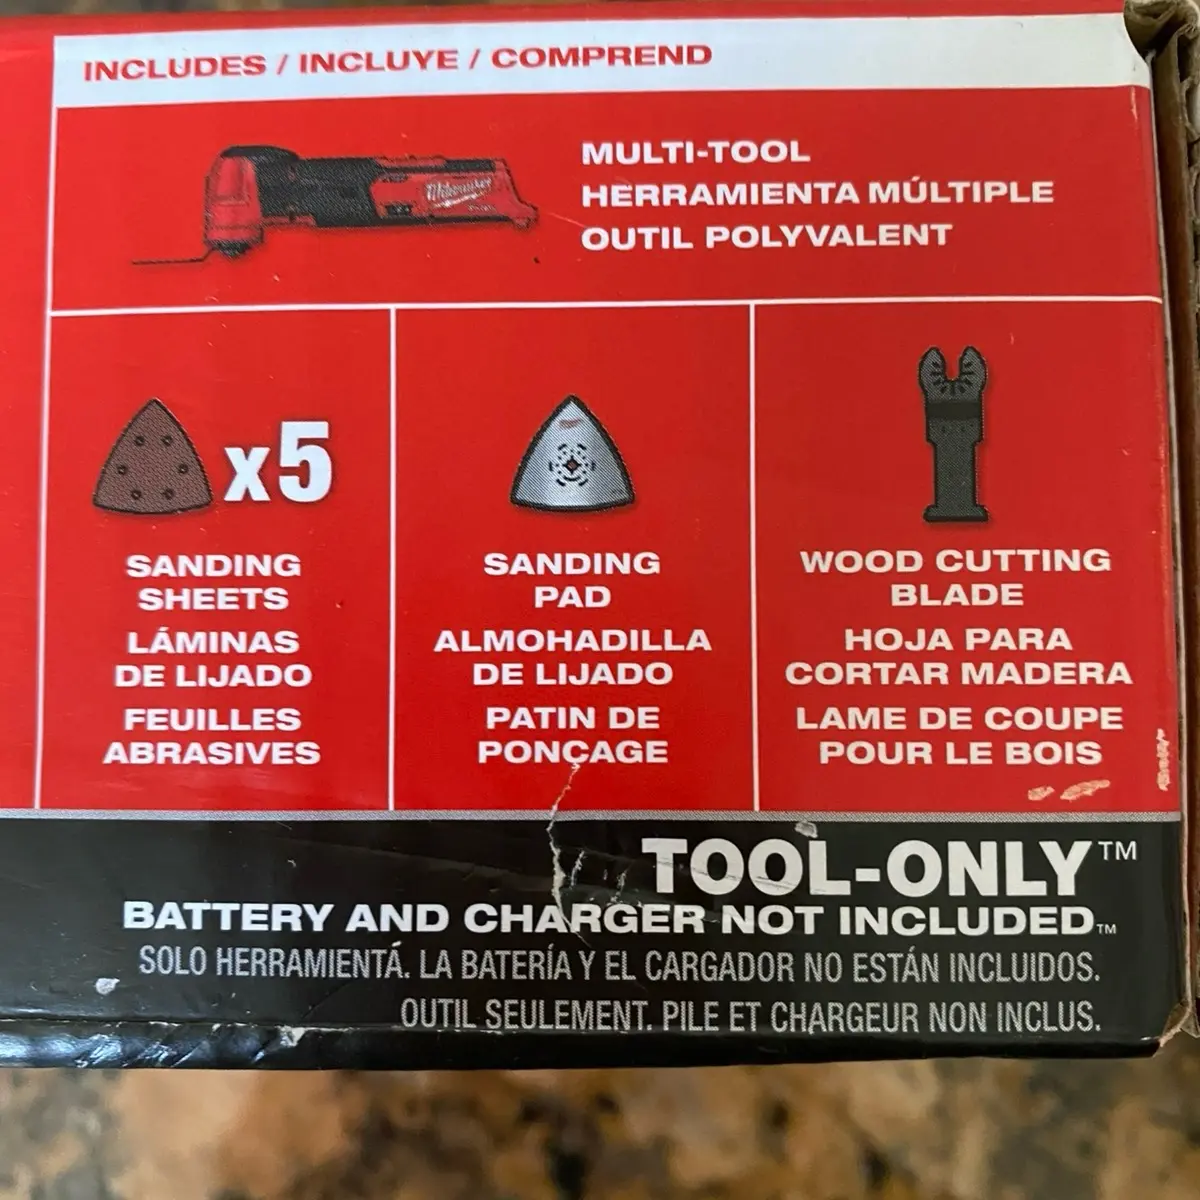 INCLUDES / INCLUYE / COMPREND
Milwaukee
MULTI-TOOL
HERRAMIENTA MÚLTIPLE
OUTIL POLYVALENT
x5
SANDING
SHEETS
LÁMINAS
DE LIJADO
FEUILLES
ABRASIVES
SANDING
PAD
ALMOHADILLA
DE LIJADO
PATIN DE
PONÇAGE
WOOD CUTTING
BLADE
HOJA PARA
CORTAR MADERA
LAME DE COUPE
POUR LE BOIS
TOOL-ONLY™
BATTERY AND CHARGER NOT INCLUDED™
SOLO HERRAMIENTA. LA BATERÍA Y EL CARGADOR NO ESTÁN INCLUIDOS.
OUTIL SEULEMENT. PILE ET CHARGEUR NON INCLUS.